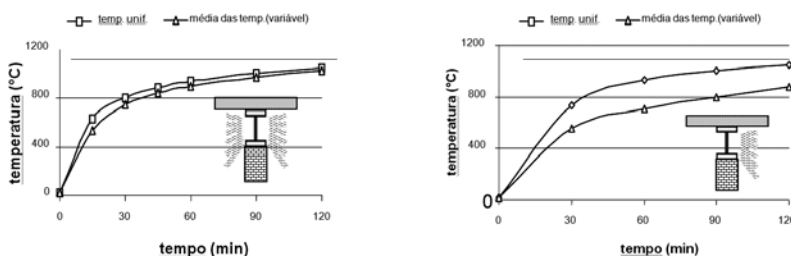 temp. unif. média das temp.(variável)
1200
800
400
0
temperatura (°C)
0 30 60 90 120
tempo (min)
temp. unif. média das temp.(variável)
1200
800
400
0
temperatura (°C)
0 30 60 90 120
tempo (min)